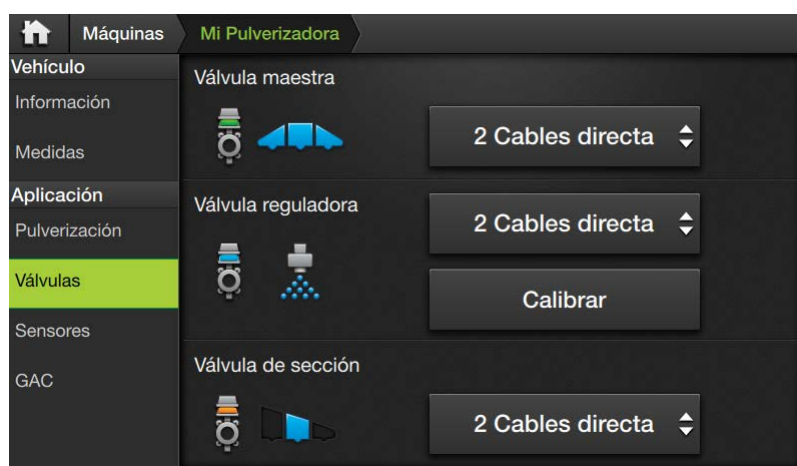 Máquinas
Mi Pulverizadora
Vehículo
Información
Medidas
Aplicación
Pulverización
Válvulas
Sensores
GAC
Válvula maestra
2 Cables directa
Válvula reguladora
2 Cables directa
Calibrar
Válvula de sección
2 Cables directa